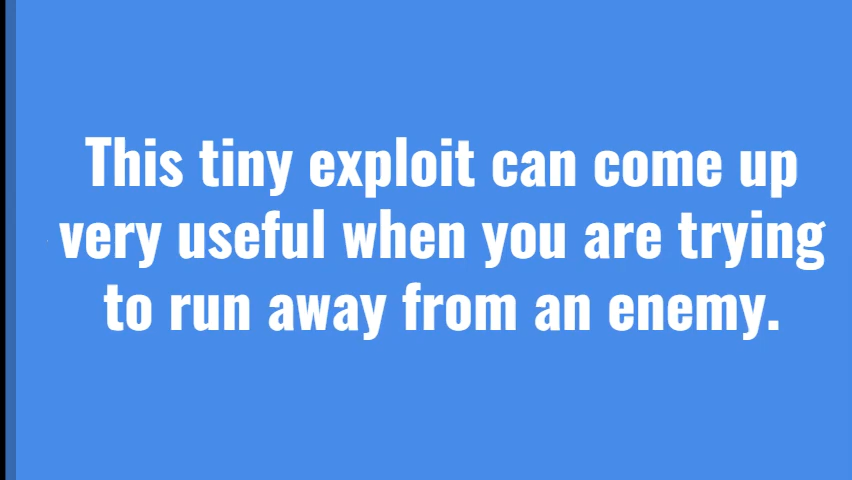 This tiny exploit can come up
very useful when you are trying
to run away from an enemy.